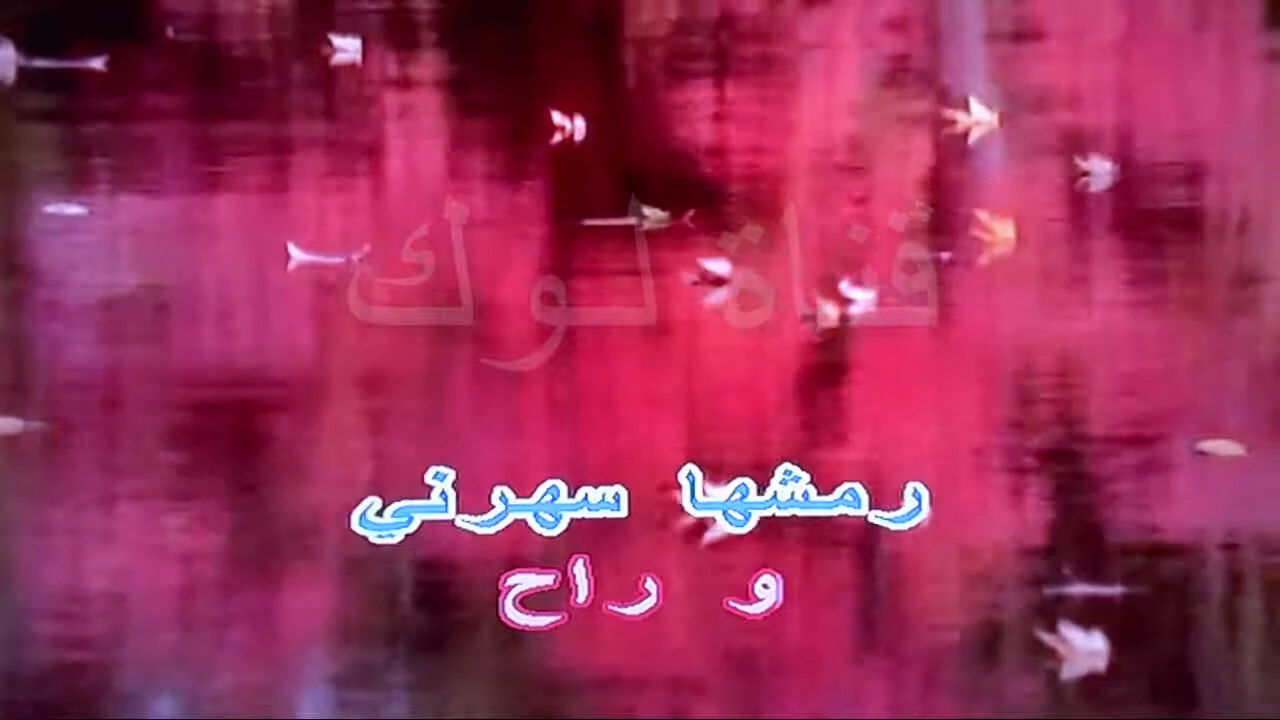 قناة لوك
رمشها سهرني
و راح